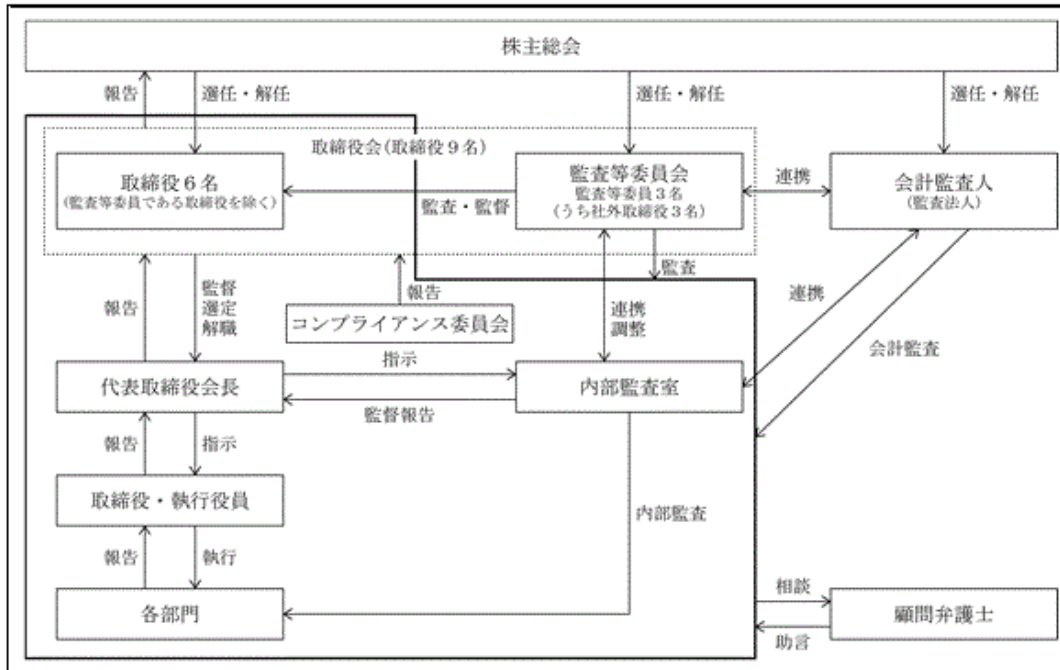 株主総会
報告
選任・解任
選任・解任
選任・解任
取締役会(取締役9名)
取締役6名
(監査等委員である取締役を除く)
監査・監督
監査等委員会
監査等委員3名
(うち社外取締役3名)
連携
会計監査人
(監査法人)
報告
監督
選定
解職
報告
コンプライアンス委員会
監査
連携
調整
連携
会計監査
代表取締役会長
指示
監督報告
内部監査室
報告
指示
取締役・執行役員
内部監査
報告
執行
各部門
相談
助言
顧問弁護士